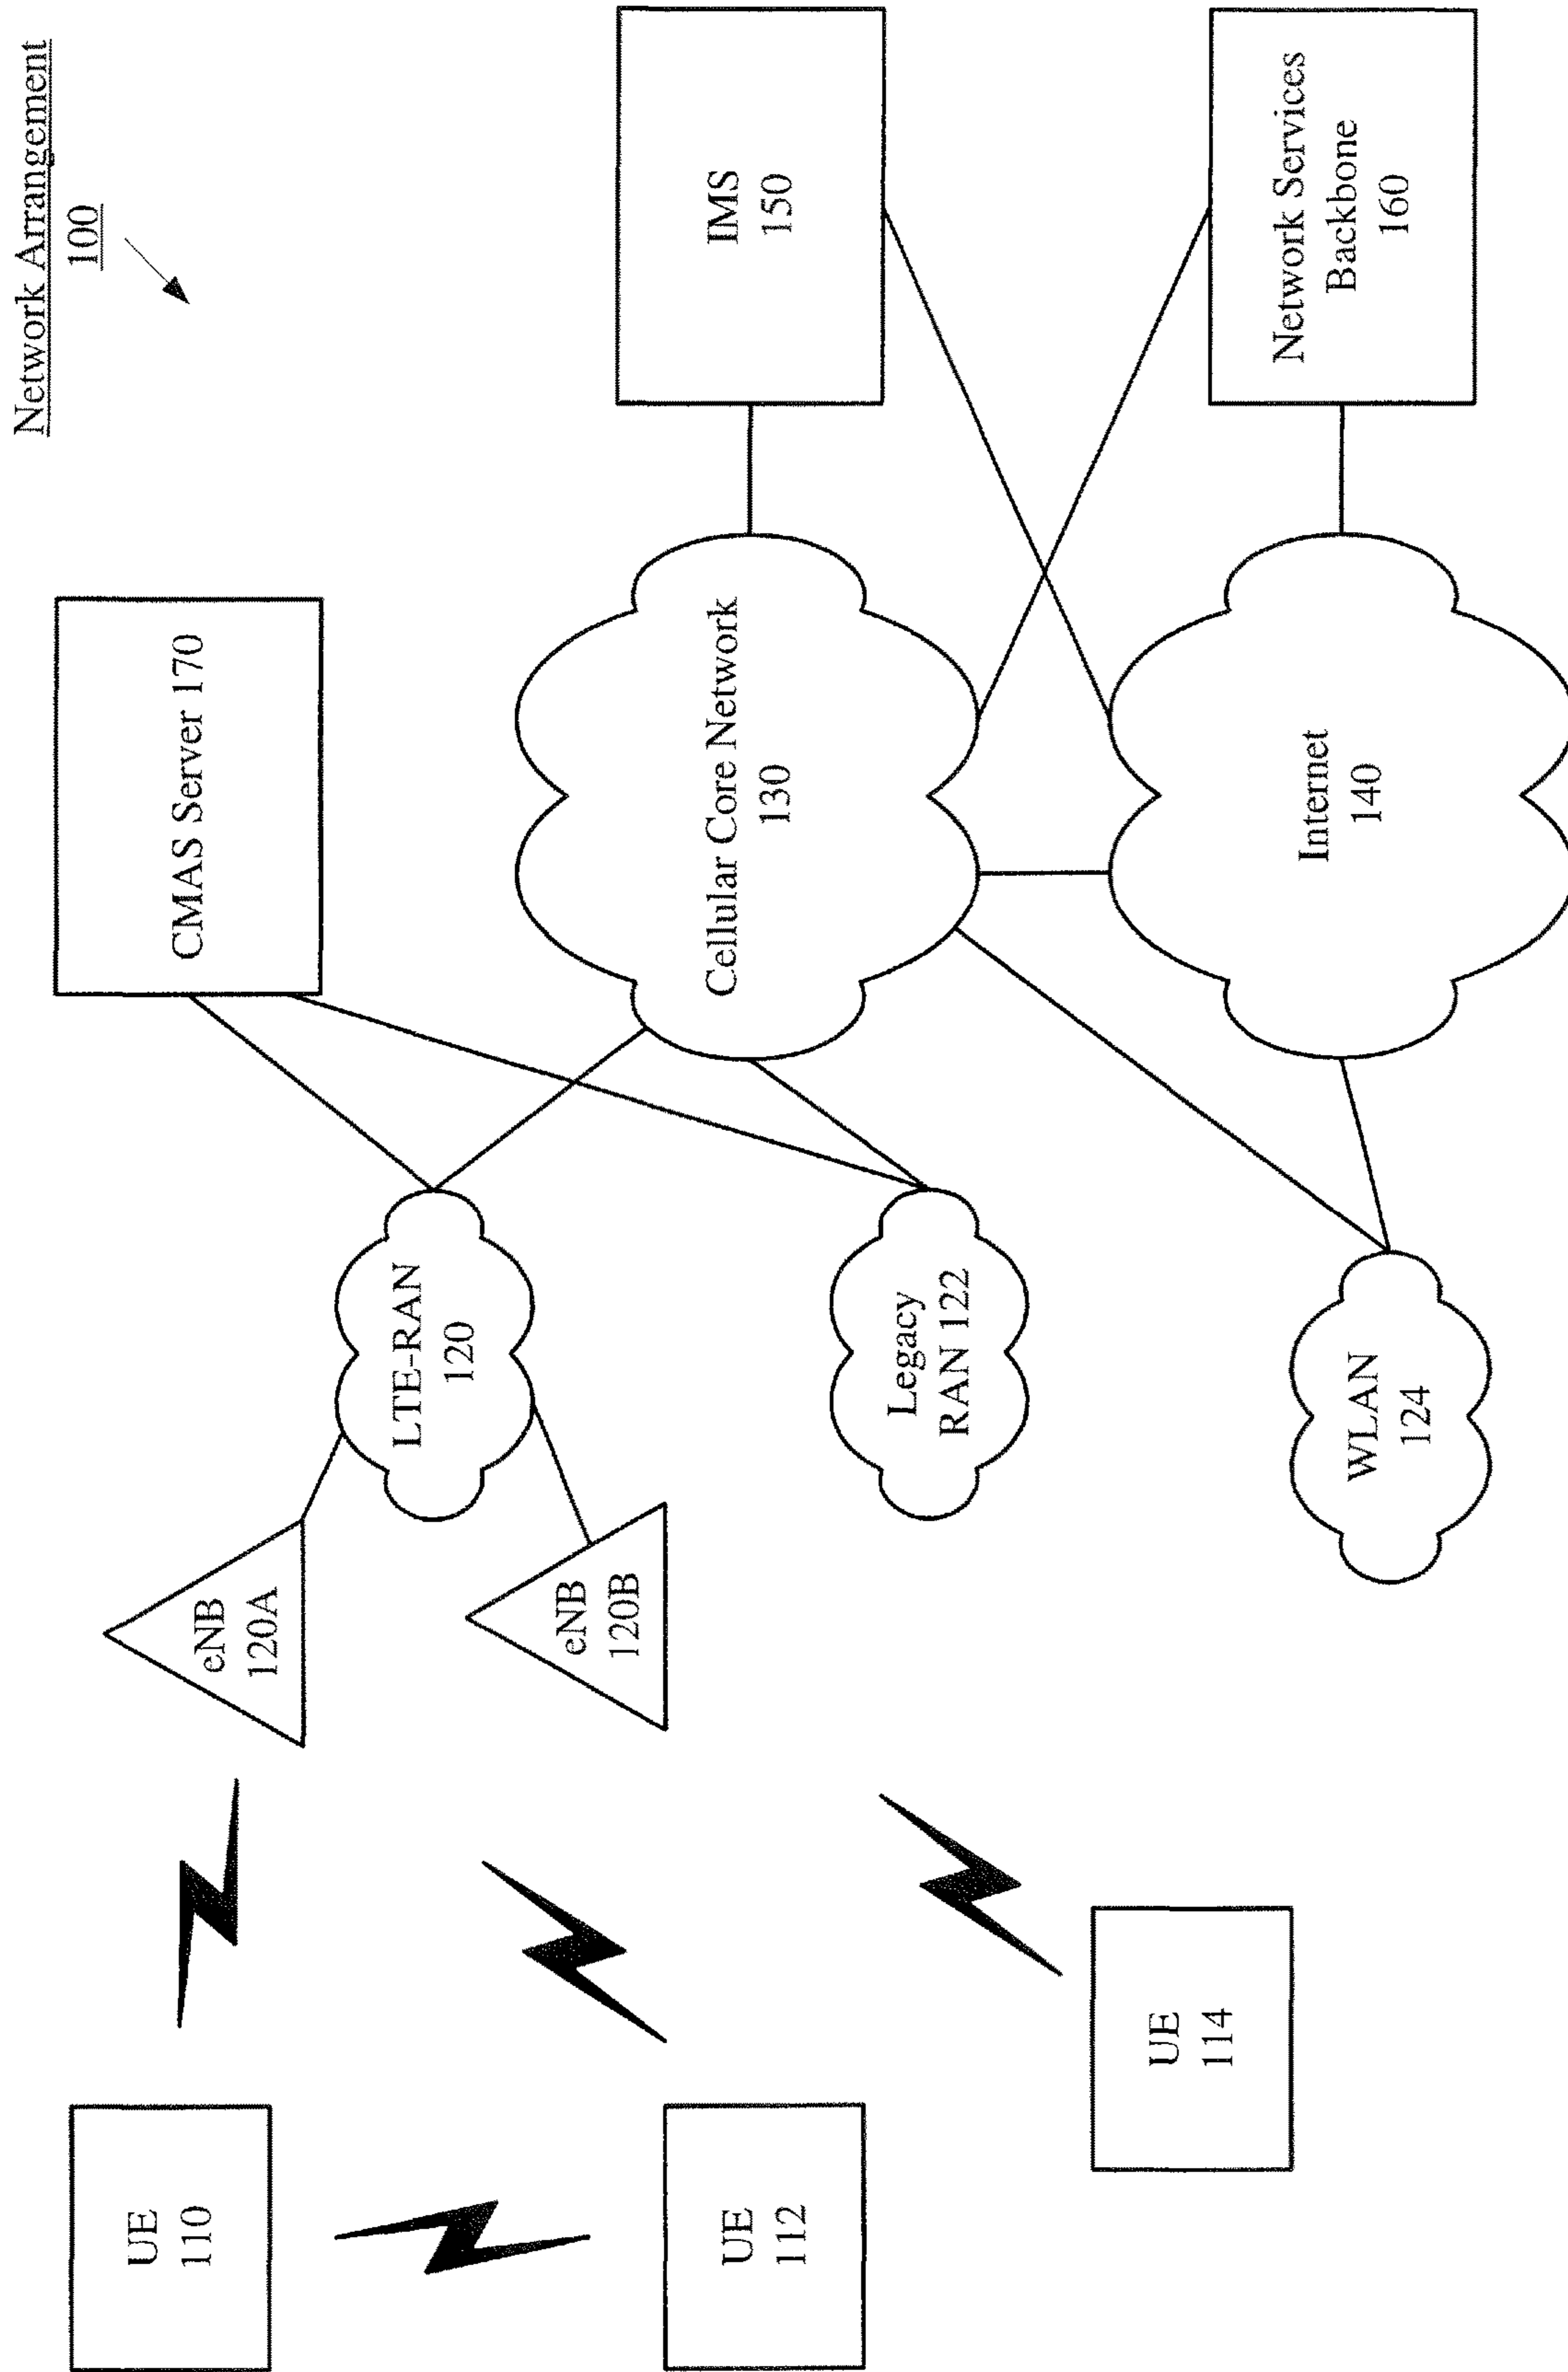 Network Arrangement
100
UE
110
UE
112
UE
114
eNB
120A
eNB
120B
LTE-RAN
120
Legacy
RAN 122
WLAN
124
CMAS Server 170
Cellular Core Network
130
Internet
140
IMS
150
Network Services
Backbone
160